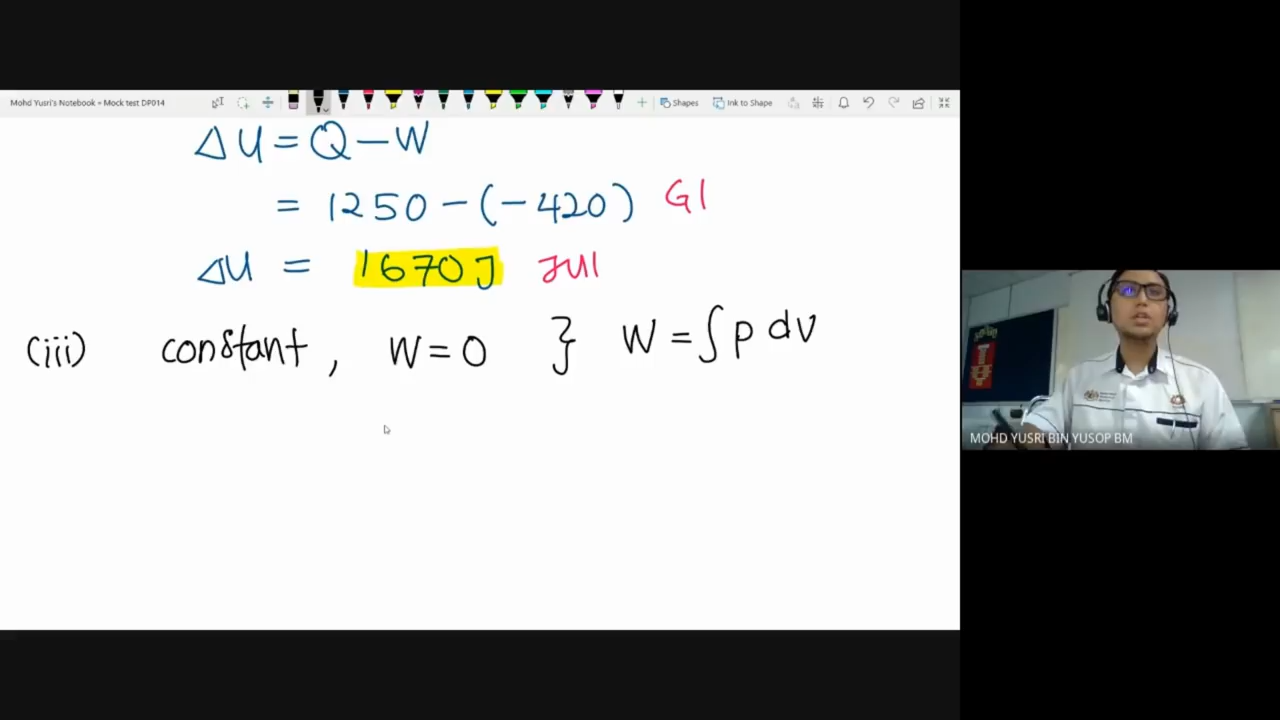 Mohd Yusri's Notebook » Mock test DP014
Shapes
Ink to Shape
ΔU = Q - W
= 1250 - (-420) G1
ΔU = 1670J JU1
(iii) constant, W = 0 } W = ∫ p dV
MOHD YUSRI BIN YUSOP BM